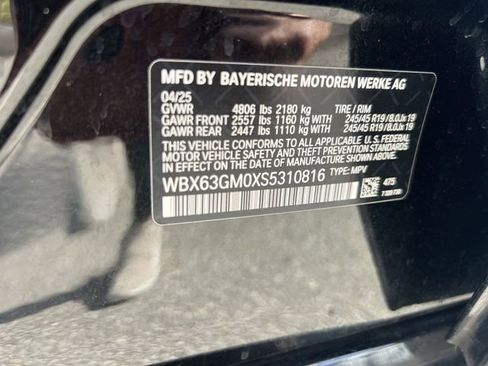 MFD BY BAYERISCHE MOTOREN WERKE AG
04/25
GVWR 4806 lbs 2180 kg TIRE / RIM
GAWR FRONT 2557 lbs 1160 kg WITH 245/45 R19 / 8.0Jx19
GAWR REAR 2447 lbs 1110 kg WITH 245/45 R19 / 8.0Jx19
THIS VEHICLE CONFORMS TO ALL APPLICABLE U.S. FEDERAL
MOTOR VEHICLE SAFETY, BUMPER, AND THEFT PREVENTION STANDARDS
IN EFFECT ON THE DATE OF MANUFACTURE SHOWN ABOVE.
WBX63GM0XS5310816 TYPE: MPV
475